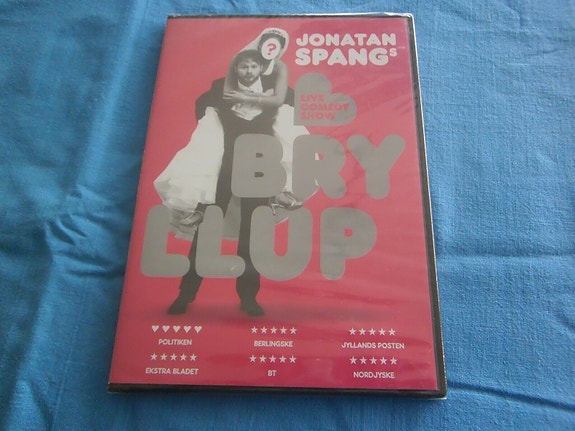 JONATAN
SPANGs
?
LIVE
COMEDY
SHOW
BRY
LLUP
♥♥♥♥♥ ★★★★★ ★★★★★
POLITIKEN BERLINGSKE JYLLANDS POSTEN
★★★★★ ★★★★★ ★★★★★
EKSTRA BLADET BT NORDJYSKE